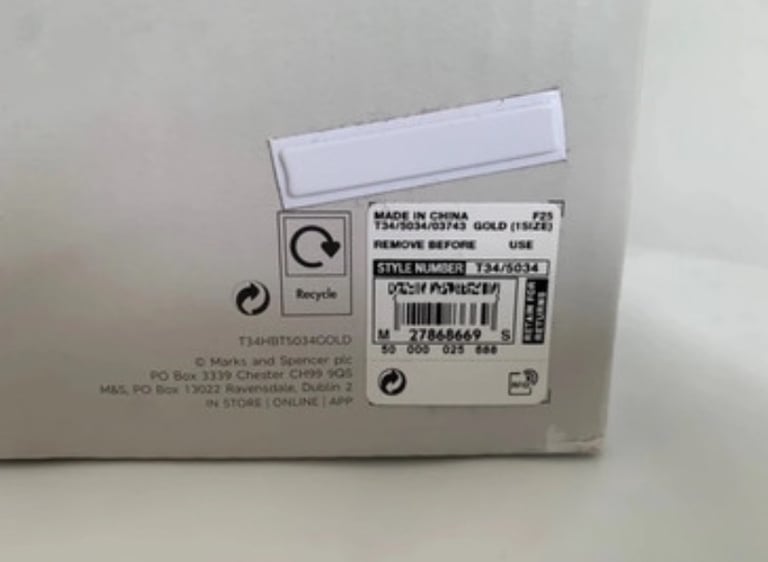 MADE IN CHINA F25
T34/5034/03743 GOLD (1SIZE)
REMOVE BEFORE USE
STYLE NUMBER T34/5034
RETAIN FOR
RETURNS
M 27868669 S
50 000 025 688
RFID
Recycle
T34HBT5034GOLD
© Marks and Spencer plc
PO Box 3339 Chester CH99 9QS
M&S, PO Box 13022 Ravensdale, Dublin 2
IN STORE | ONLINE | APP